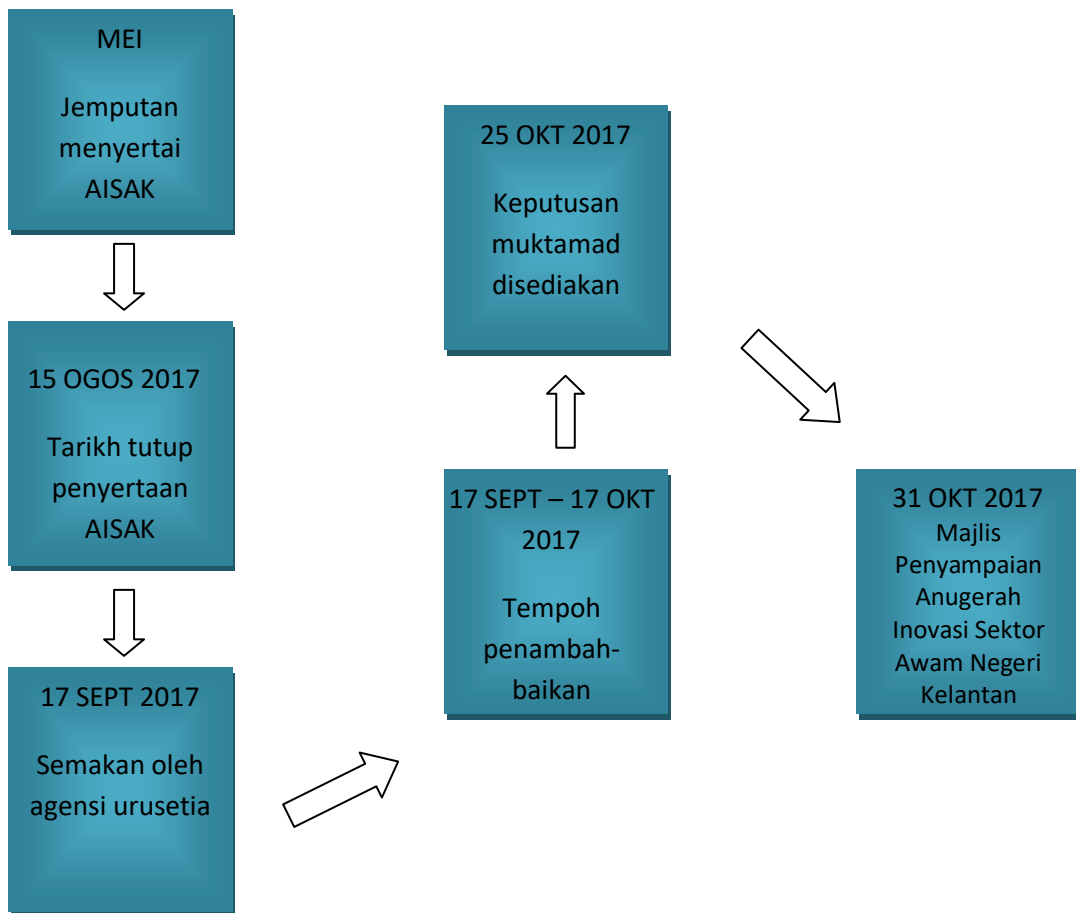 MEI
Jemputan
menyertai
AISAK
15 OGOS 2017
Tarikh tutup
penyertaan
AISAK
17 SEPT 2017
Semakan oleh
agensi urusetia
17 SEPT – 17 OKT
2017
Tempoh
penambah-
baikan
25 OKT 2017
Keputusan
muktamad
disediakan
31 OKT 2017
Majlis
Penyampaian
Anugerah
Inovasi Sektor
Awam Negeri
Kelantan